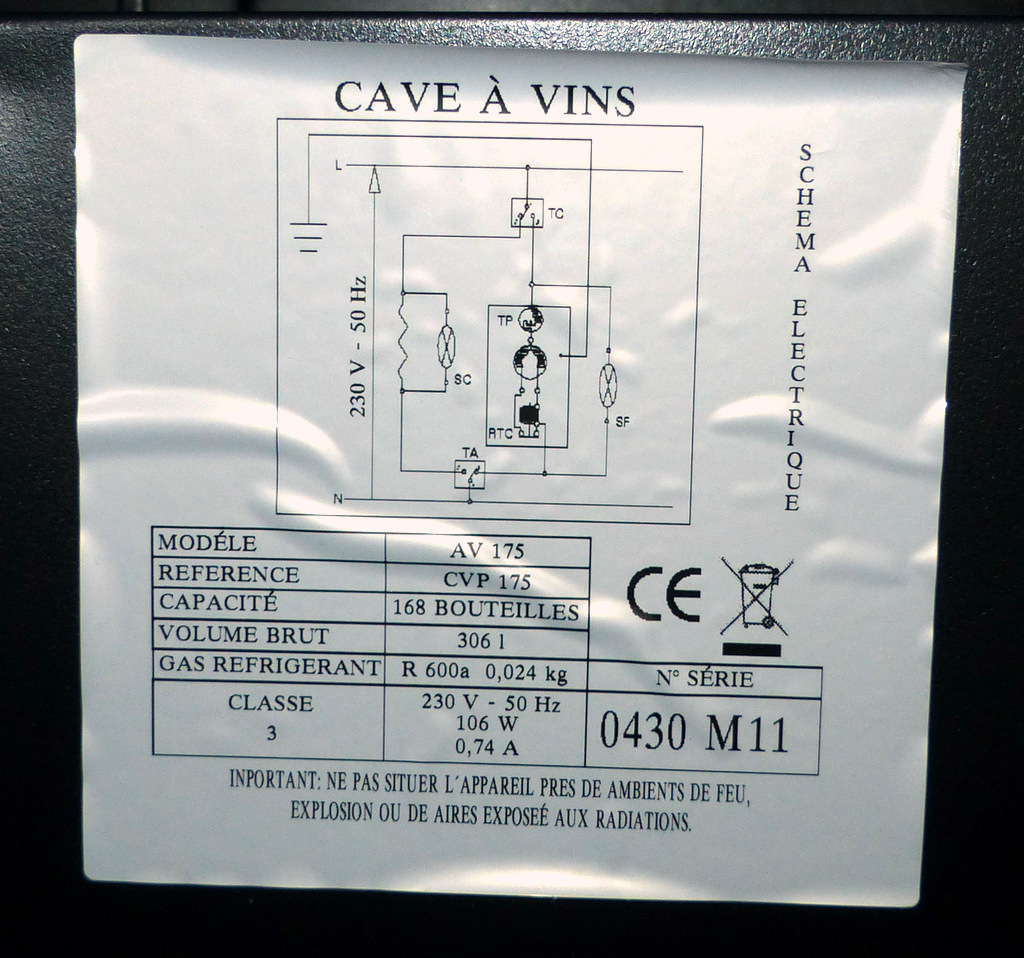 CAVE À VINS
SCHEMA ELECTRIQUE
L
TC
230 V - 50 Hz
TP
SC
SF
RTC
TA
N
MODÉLE AV 175
REFERENCE CVP 175
CAPACITÉ 168 BOUTEILLES
VOLUME BRUT 306 l
GAS REFRIGERANT R 600a 0,024 kg
CLASSE
3
230 V - 50 Hz
106 W
0,74 A
CE
N° SÉRIE
0430 M11
INPORTANT: NE PAS SITUER L´APPAREIL PRES DE AMBIENTS DE FEU,
EXPLOSION OU DE AIRES EXPOSEÉ AUX RADIATIONS.